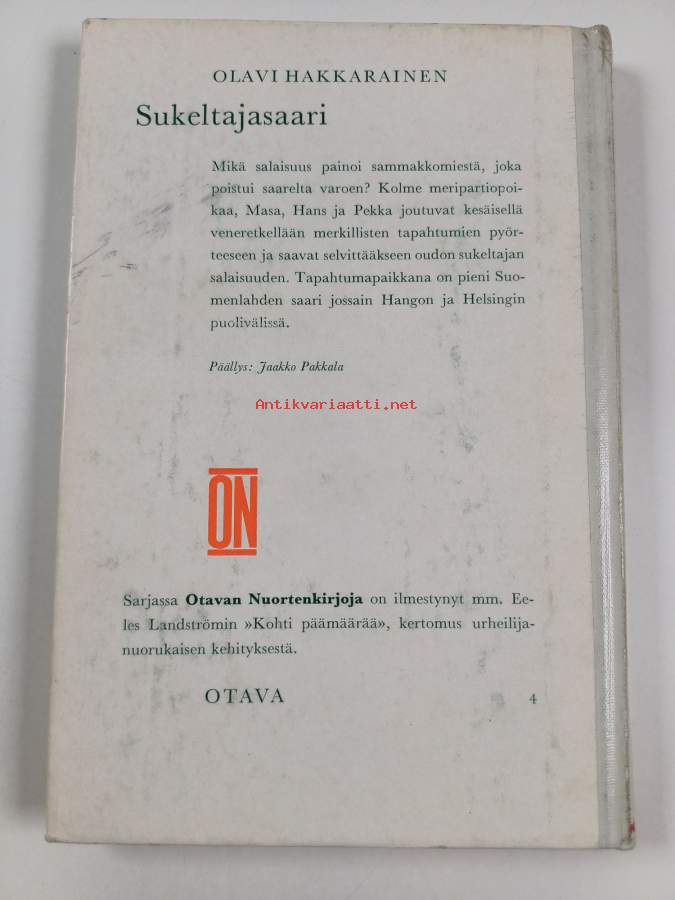 OLAVI HAKKARAINEN
Sukeltajasaari
Mikä salaisuus painoi sammakkomiestä, joka
poistui saarelta varoen? Kolme meripartiopoi-
kaa, Masa, Hans ja Pekka joutuvat kesäisellä
veneretkellään merkillisten tapahtumien pyör-
teeseen ja saavat selvittääkseen oudon sukeltajan
salaisuuden. Tapahtumapaikkana on pieni Suo-
menlahden saari jossain Hangon ja Helsingin
puolivälissä.
Päällys: Jaakko Pakkala
Antikvariaatti.net
ON
Sarjassa Otavan Nuortenkirjoja on ilmestynyt mm. Ee-
les Landströmin »Kohti päämäärää», kertomus urheilija-
nuorukaisen kehityksestä.
OTAVA 4